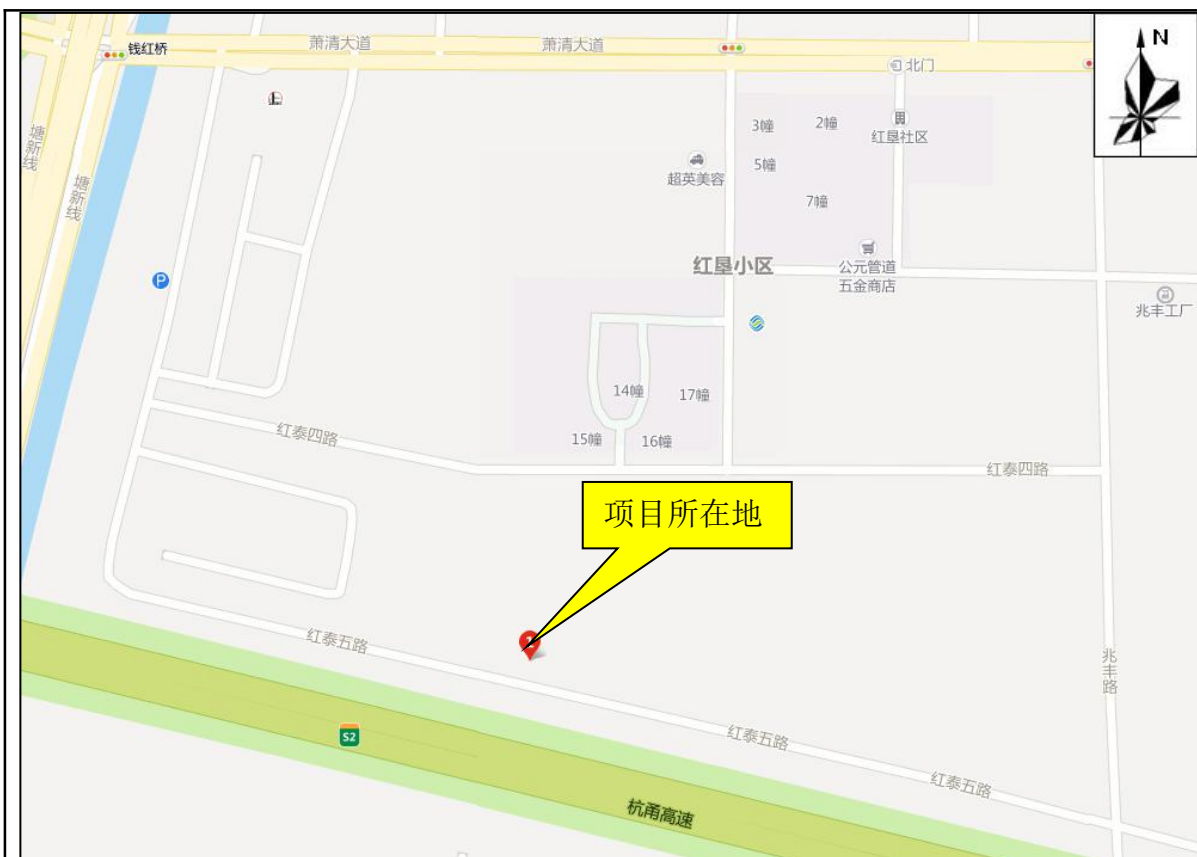 萧清大道
萧清大道
钱红桥
N
北门
塘新线
塘新线
3幢
2幢
红垦社区
5幢
超英美容
7幢
红垦小区
公元管道
五金商店
P
兆丰工厂
14幢
17幢
15幢
16幢
红泰四路
红泰四路
项目所在地
红泰五路
兆丰路
S2
红泰五路
红泰五路
杭甬高速